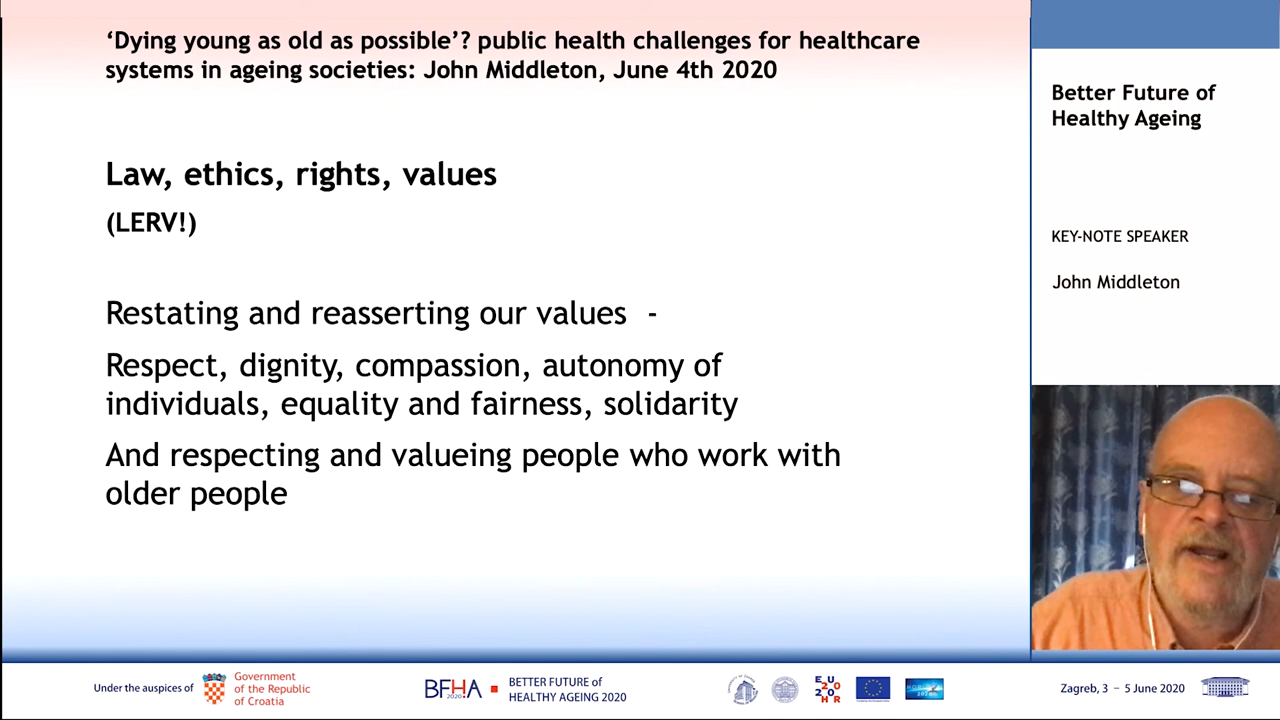 ‘Dying young as old as possible’? public health challenges for healthcare
systems in ageing societies: John Middleton, June 4th 2020
Law, ethics, rights, values
(LERV!)
Restating and reasserting our values -
Respect, dignity, compassion, autonomy of
individuals, equality and fairness, solidarity
And respecting and valueing people who work with
older people
Better Future of
Healthy Ageing
KEY-NOTE SPEAKER
John Middleton
Under the auspices of
Government
of the Republic
of Croatia
BFHA
2020
BETTER FUTURE of
HEALTHY AGEING 2020
EU
20
20
HR
Zagreb, 3 – 5 June 2020